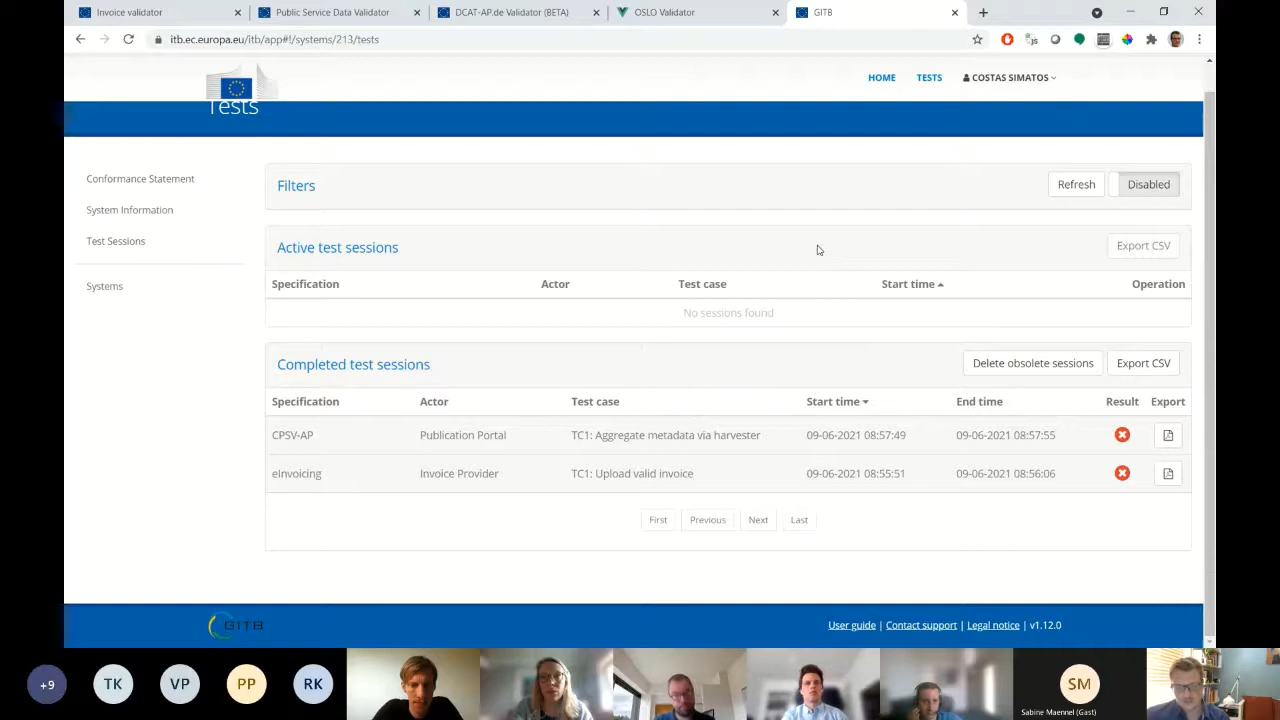 Invoice validator
Public Service Data Validator
DCAT-AP.de Validator (BETA)
OSLO Validator
GITB
itb.ec.europa.eu/itb/app#!/systems/213/tests
HOME
TESTS
COSTAS SIMATOS
Tests
Conformance Statement
System Information
Test Sessions
Systems
Filters
Refresh
Disabled
Active test sessions
Export CSV
Specification Actor Test case Start time Operation
No sessions found
Completed test sessions
Delete obsolete sessions
Export CSV
Specification Actor Test case Start time End time Result Export
CPSV-AP Publication Portal TC1: Aggregate metadata via harvester 09-06-2021 08:57:49 09-06-2021 08:57:55
eInvoicing Invoice Provider TC1: Upload valid invoice 09-06-2021 08:55:51 09-06-2021 08:56:06
First Previous Next Last
GITB
User guide | Contact support | Legal notice | v1.12.0
+9
TK
VP
PP
RK
SM
Sabine Maennel (Gast)